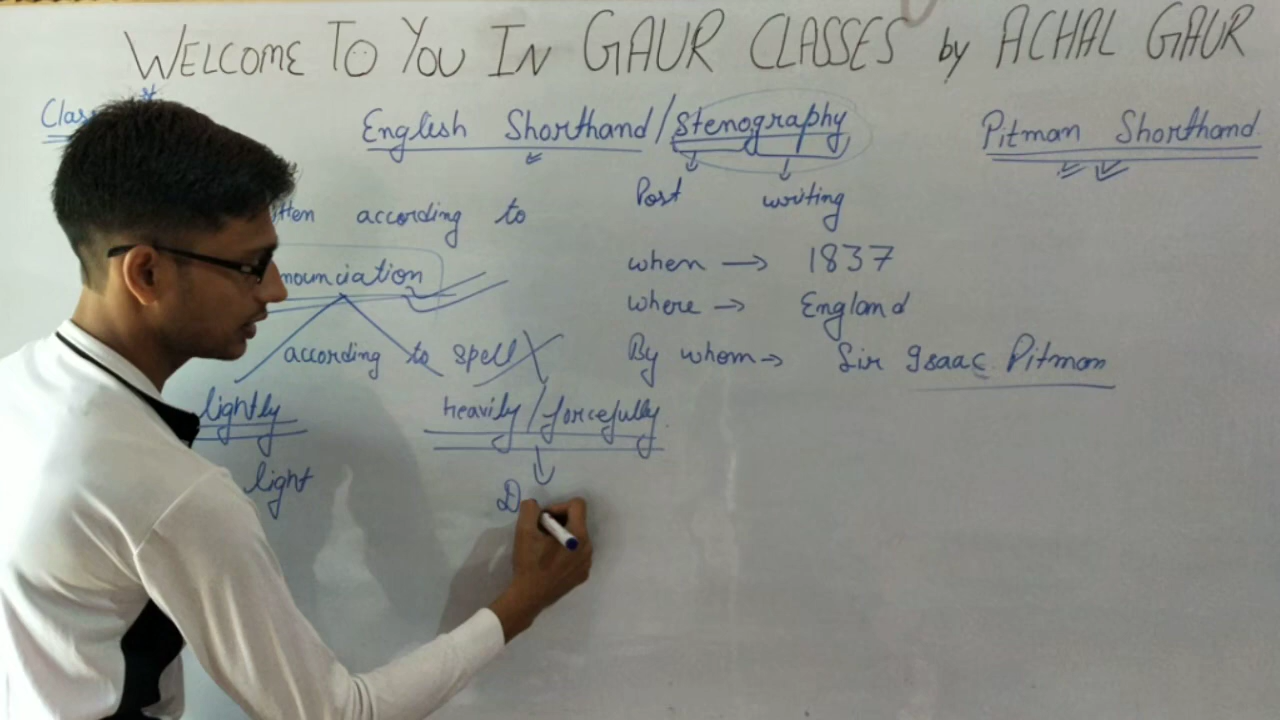 WELCOME TO YOU IN GAUR CLASSES by ACHAL GAUR
English Shorthand/Stenography
Pitman Shorthand
Post writing
according to
when → 1837
where → England
By whom → Sir Isaac Pitman
according to spell
lightly heavily/forcefully
light
D